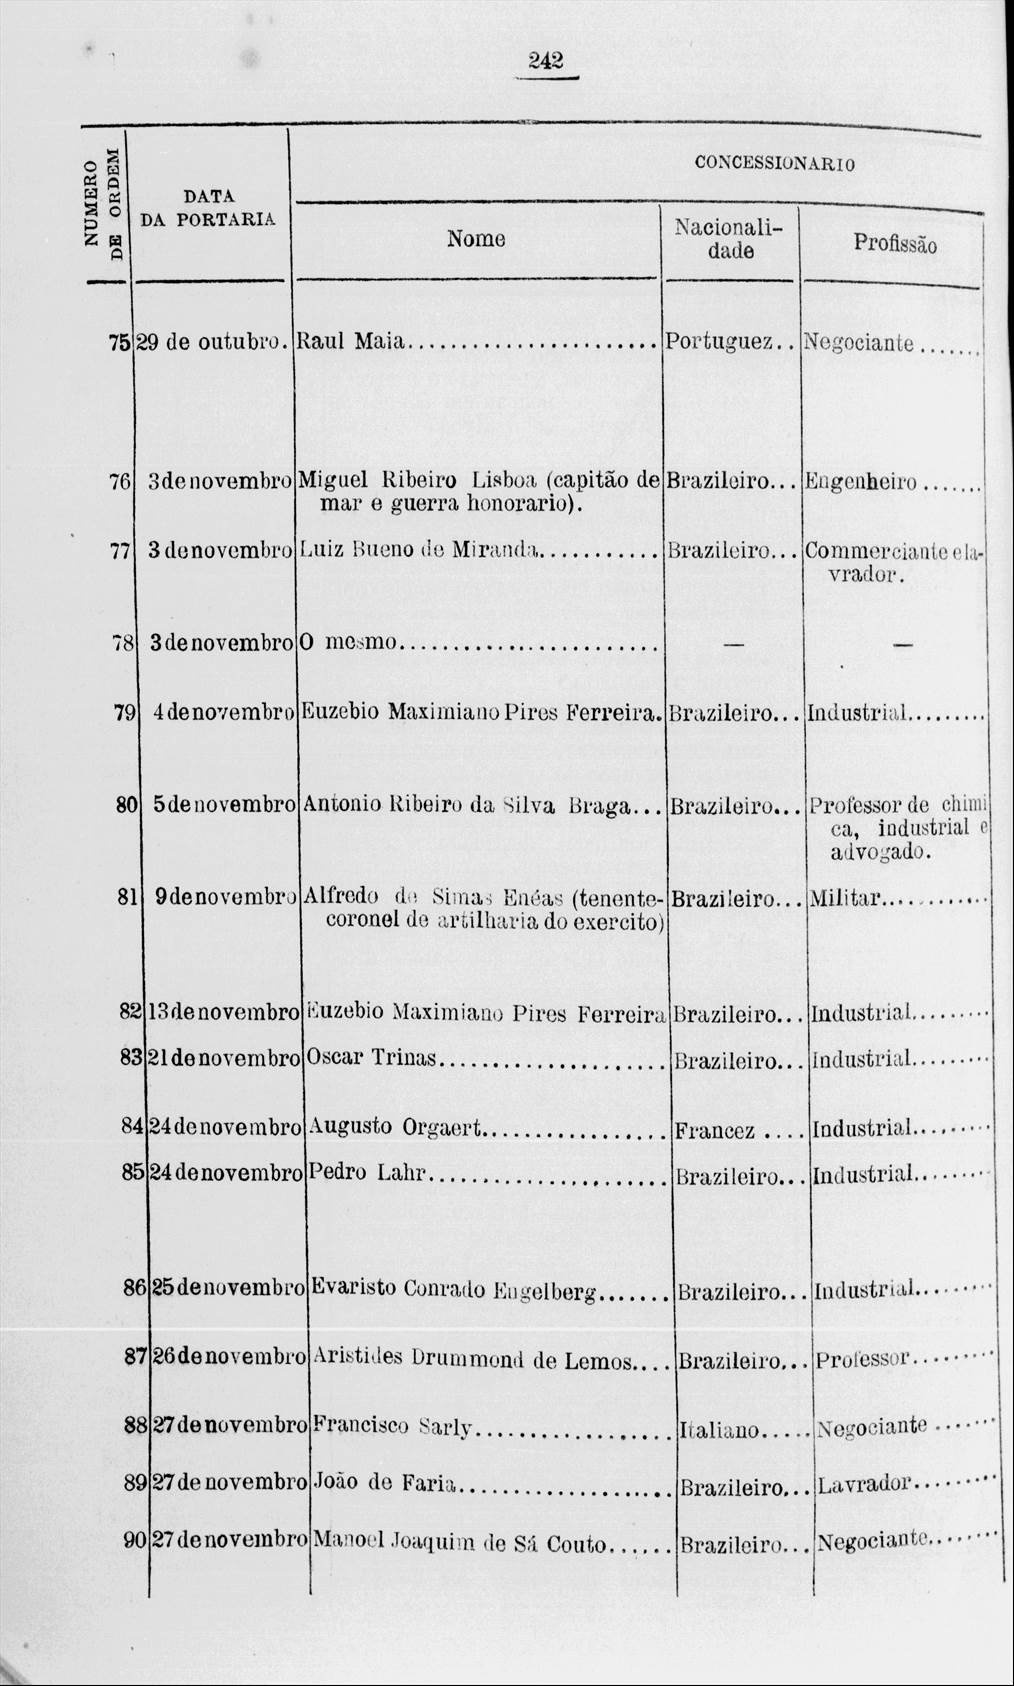 242
NUMERO DE ORDEM
DATA DA PORTARIA
CONCESSIONARIO
Nome
Nacionali-
dade
Profissão
75 29 de outubro. Raul Maia....................... Portuguez.. Negociante.......
76 3 de novembro Miguel Ribeiro Lisboa (capitão de Brazileiro... Engenheiro.......
mar e guerra honorario).
77 3 de novembro Luiz Bueno de Miranda........... Brazileiro... Commerciante e la-
vrador.
78 3 de novembro O mesmo........................ — —
79 4 de novembro Euzebio Maximiano Pires Ferreira. Brazileiro... Industrial.........
80 5 de novembro Antonio Ribeiro da Silva Braga... Brazileiro... Professor de chimi
ca, industrial e
advogado.
81 9 de novembro Alfredo de Simas Enéas (tenente- Brazileiro... Militar............
coronel de artilharia do exercito)
82 13 de novembro Euzebio Maximiano Pires Ferreira Brazileiro... Industrial.........
83 21 de novembro Oscar Trinas..................... Brazileiro... Industrial.........
84 24 de novembro Augusto Orgaert................. Francez.... Industrial.........
85 24 de novembro Pedro Lahr...................... Brazileiro... Industrial.........
86 25 de novembro Evaristo Conrado Engelberg....... Brazileiro... Industrial.........
87 26 de novembro Aristides Drummond de Lemos.... Brazileiro... Professor.........
88 27 de novembro Francisco Sarly.................. Italiano..... Negociante.......
89 27 de novembro João de Faria.................... Brazileiro... Lavrador.........
90 27 de novembro Manoel Joaquim de Sá Couto...... Brazileiro... Negociante........